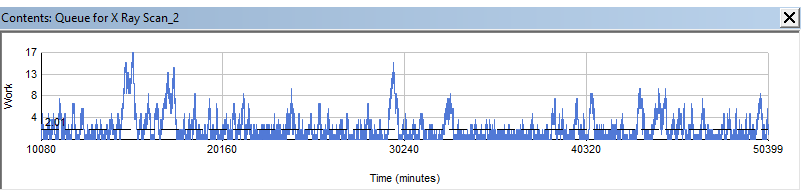 Contents: Queue for X Ray Scan_2
17
13
8
4
2.01
Work
10080 20160 30240 40320 50399
Time (minutes)